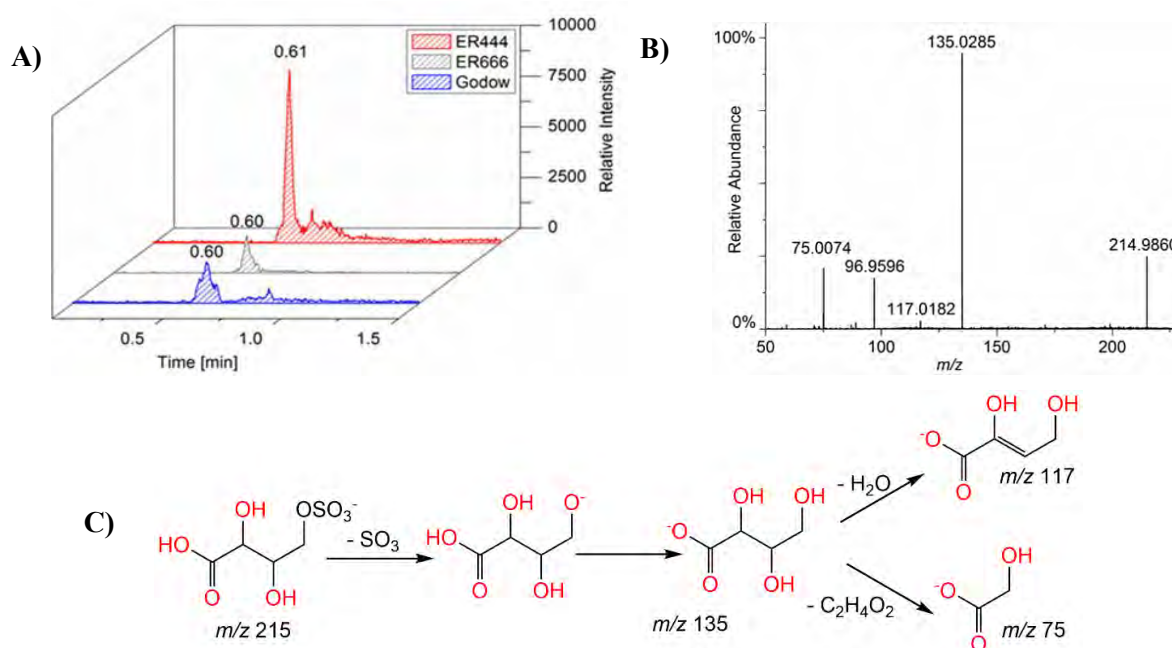 A)
0.61
0.60
0.60
ER444
ER666
Godow
10000
7500
5000
2500
0
Relative Intensity
0.5
1.0
1.5
Time [min]
B)
100%
0%
Relative Abundance
135.0285
75.0074
96.9596
117.0182
214.9860
50
100
150
200
m/z
C)
HO
O
OH
OH
OSO₃⁻
m/z 215
- SO₃
HO
O
OH
OH
O⁻
⁻O
O
OH
OH
OH
m/z 135
- H₂O
⁻O
O
OH
OH
m/z 117
- C₂H₄O₂
⁻O
O
OH
m/z 75